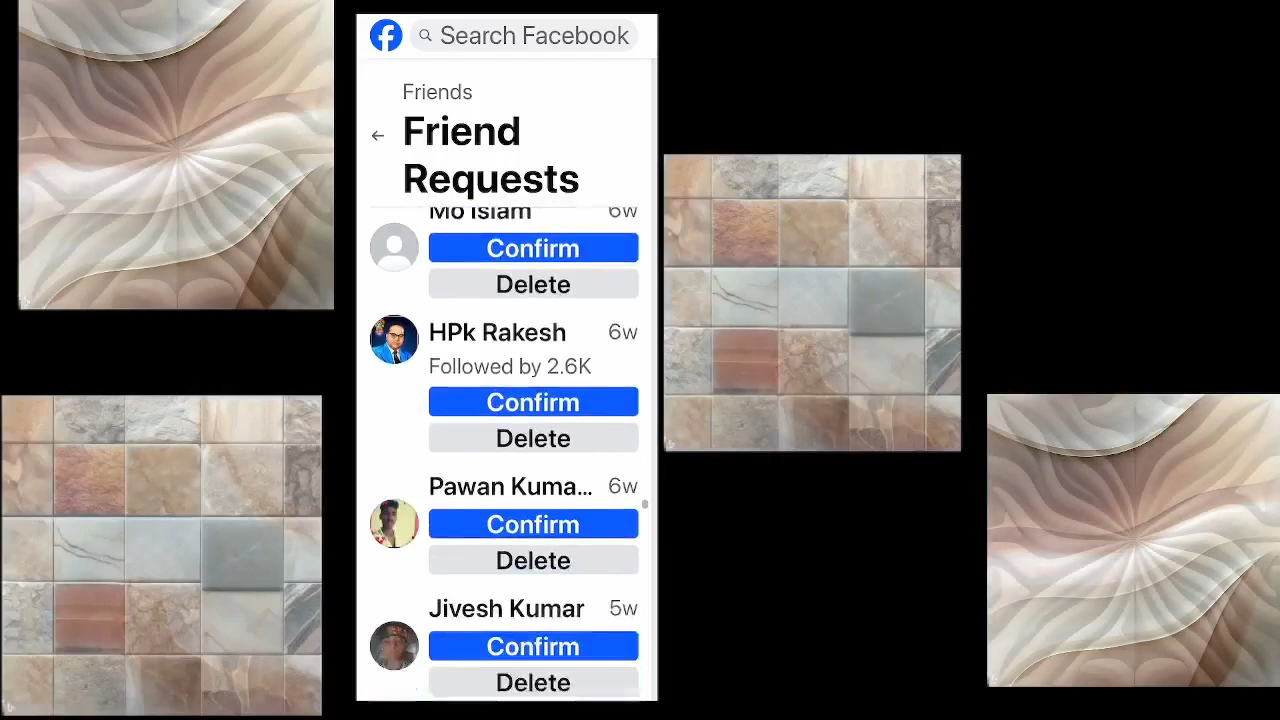 Search Facebook
Friends
Friend
Requests
Mo Islam 6w
Confirm
Delete
HPk Rakesh 6w
Followed by 2.6K
Confirm
Delete
Pawan Kuma... 6w
Confirm
Delete
Jivesh Kumar 5w
Confirm
Delete